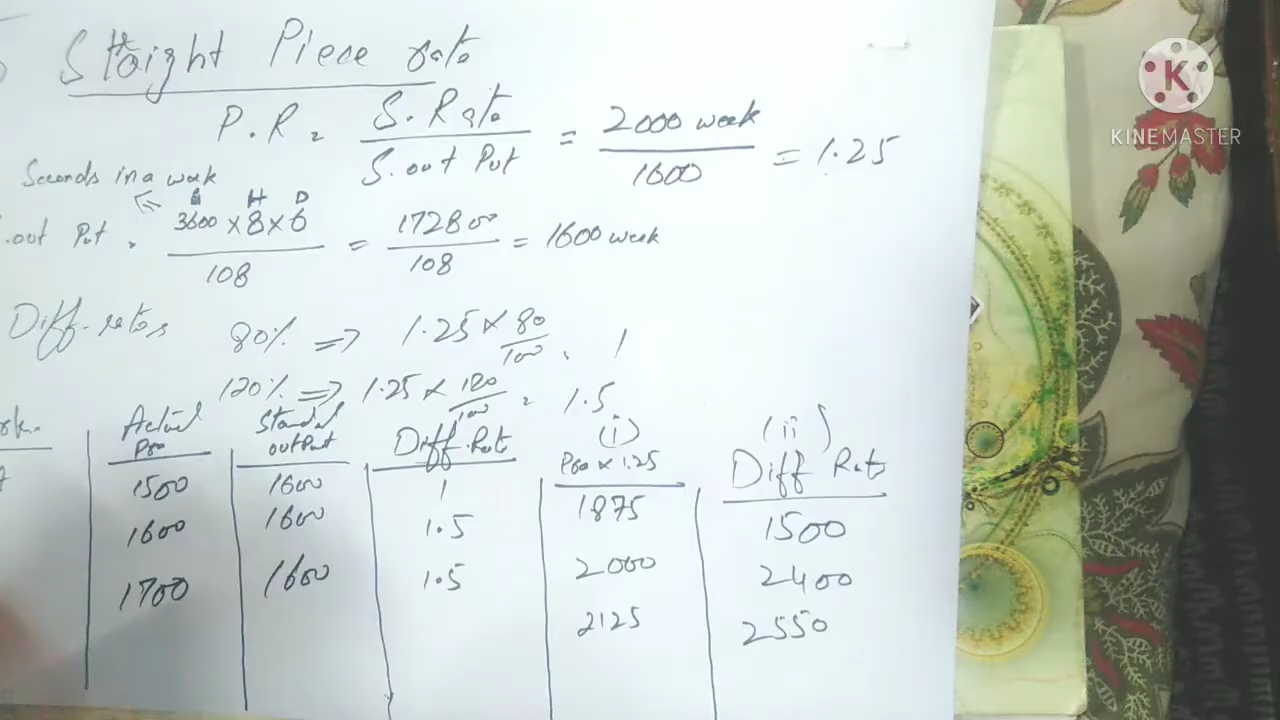 Straight Piece rate
P.R = S.Rate / S.out Put = 2000 week / 1600 = 1.25
Seconds in a week
H D
.out Put = 3600 × 8 × 6 / 108 = 172800 / 108 = 1600 week
Diff-rates 80% => 1.25 × 80/100 = 1
120% => 1.25 × 120/100 = 1.5
Actual Pro | Standard outPut | Diff. Rate | (i) Pro × 1.25 | (ii) Diff Rate
1500 | 1600 | 1 | 1875 | 1500
1600 | 1600 | 1.5 | 2000 | 2400
1700 | 1600 | 1.5 | 2125 | 2550
K
KINEMASTER